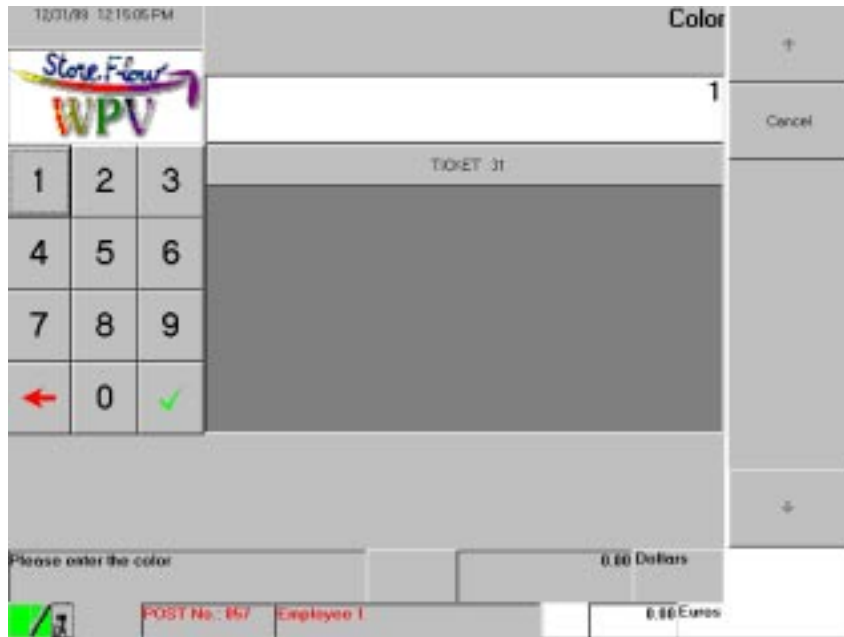 12/31/99 12:15:05 PM
Color
Store Flow
WPV
1
Cancel
TICKET 31
1 2 3
4 5 6
7 8 9
0
Please enter the color
0.00 Dollars
POST No.: 057 Employee 1
0.00 Euros